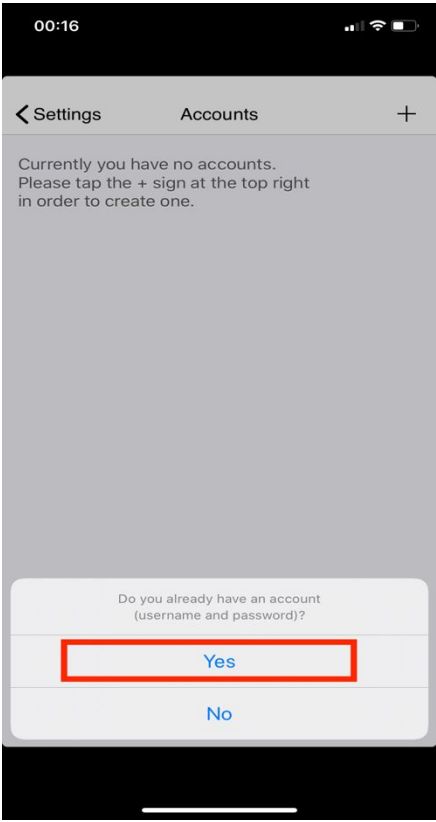 00:16
Settings
Accounts
+
Currently you have no accounts.
Please tap the + sign at the top right
in order to create one.
Do you already have an account
(username and password)?
Yes
No